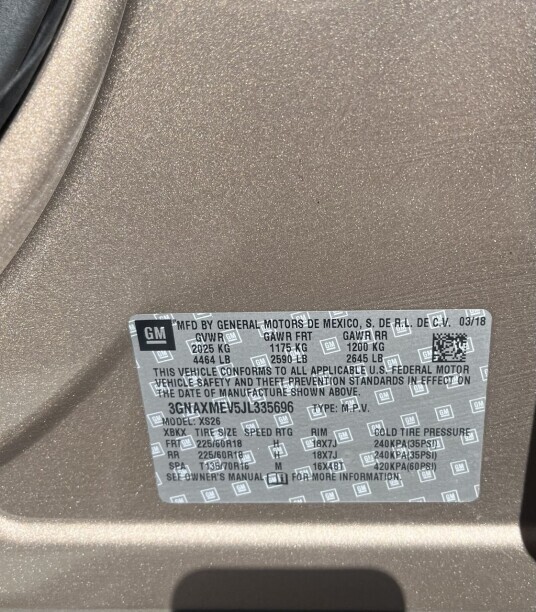 GM MFD BY GENERAL MOTORS DE MEXICO, S. DE R.L. DE C.V. 03/18
GVWR GAWR FRT GAWR RR
2025 KG 1175 KG 1200 KG
4464 LB 2590 LB 2645 LB
THIS VEHICLE CONFORMS TO ALL APPLICABLE U.S. FEDERAL MOTOR
VEHICLE SAFETY AND THEFT PREVENTION STANDARDS IN EFFECT ON
THE DATE OF MANUFACTURE SHOWN ABOVE.
3GNAXMEV5JL335696 TYPE: M.P.V.
MODEL: XS26
XBKX TIRE SIZE SPEED RTG RIM COLD TIRE PRESSURE
FRT 225/60R18 H 18X7J 240KPA(35PSI)
RR 225/60R18 H 18X7J 240KPA(35PSI)
SPA T135/70R16 M 16X4BT 420KPA(60PSI)
SEE OWNER'S MANUAL FOR MORE INFORMATION.